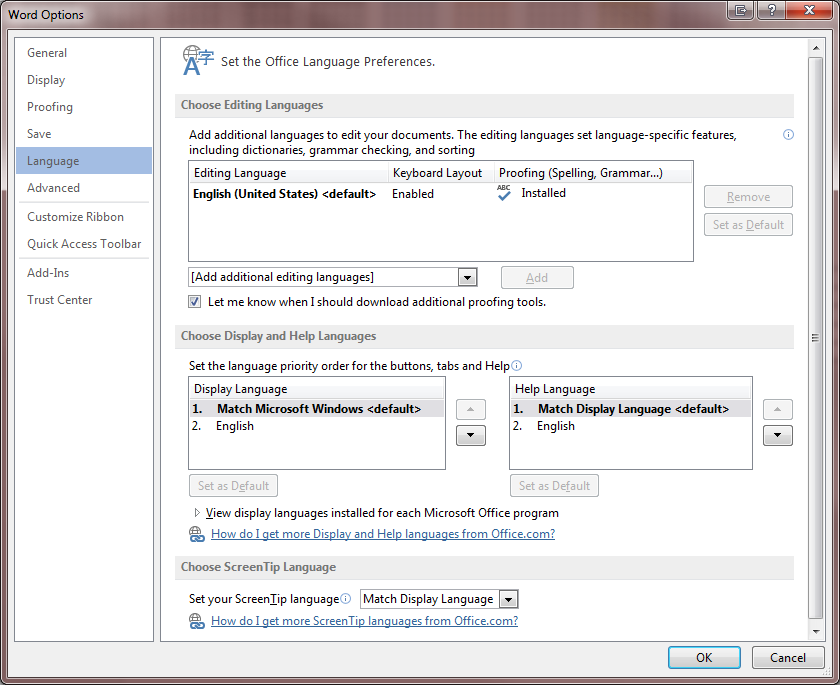 Word Options
General
Display
Proofing
Save
Language
Advanced
Customize Ribbon
Quick Access Toolbar
Add-Ins
Trust Center
Set the Office Language Preferences.
Choose Editing Languages
Add additional languages to edit your documents. The editing languages set language-specific features,
including dictionaries, grammar checking, and sorting
Editing Language Keyboard Layout Proofing (Spelling, Grammar...)
English (United States) <default> Enabled ABC Installed
Remove
Set as Default
[Add additional editing languages] Add
Let me know when I should download additional proofing tools.
Choose Display and Help Languages
Set the language priority order for the buttons, tabs and Help
Display Language
1. Match Microsoft Windows <default>
2. English
Set as Default
Help Language
1. Match Display Language <default>
2. English
Set as Default
View display languages installed for each Microsoft Office program
How do I get more Display and Help languages from Office.com?
Choose ScreenTip Language
Set your ScreenTip language Match Display Language
How do I get more ScreenTip languages from Office.com?
OK Cancel